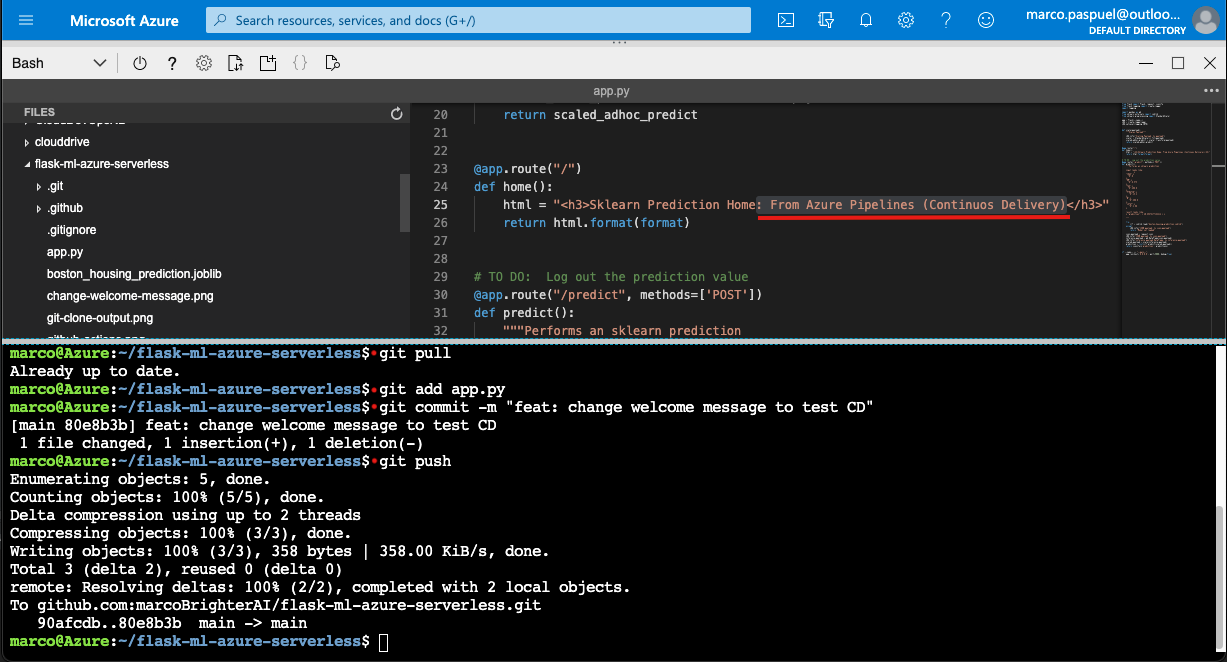 Microsoft Azure
Search resources, services, and docs (G+/)
marco.paspuel@outloo...
DEFAULT DIRECTORY
Bash
app.py
FILES
clouddrive
flask-ml-azure-serverless
.git
.github
.gitignore
app.py
boston_housing_prediction.joblib
change-welcome-message.png
git-clone-output.png
20 return scaled_adhoc_predict
21
22
23 @app.route("/")
24 def home():
25 html = "<h3>Sklearn Prediction Home: From Azure Pipelines (Continuos Delivery)</h3>"
26 return html.format(format)
27
28
29 # TO DO:  Log out the prediction value
30 @app.route("/predict", methods=['POST'])
31 def predict():
32 """Performs an sklearn prediction
marco@Azure:~/flask-ml-azure-serverless$ git pull
Already up to date.
marco@Azure:~/flask-ml-azure-serverless$ git add app.py
marco@Azure:~/flask-ml-azure-serverless$ git commit -m "feat: change welcome message to test CD"
[main 80e8b3b] feat: change welcome message to test CD
1 file changed, 1 insertion(+), 1 deletion(-)
marco@Azure:~/flask-ml-azure-serverless$ git push
Enumerating objects: 5, done.
Counting objects: 100% (5/5), done.
Delta compression using up to 2 threads
Compressing objects: 100% (3/3), done.
Writing objects: 100% (3/3), 358 bytes | 358.00 KiB/s, done.
Total 3 (delta 2), reused 0 (delta 0)
remote: Resolving deltas: 100% (2/2), completed with 2 local objects.
To github.com:marcoBrighterAI/flask-ml-azure-serverless.git
90afcdb..80e8b3b  main -> main
marco@Azure:~/flask-ml-azure-serverless$